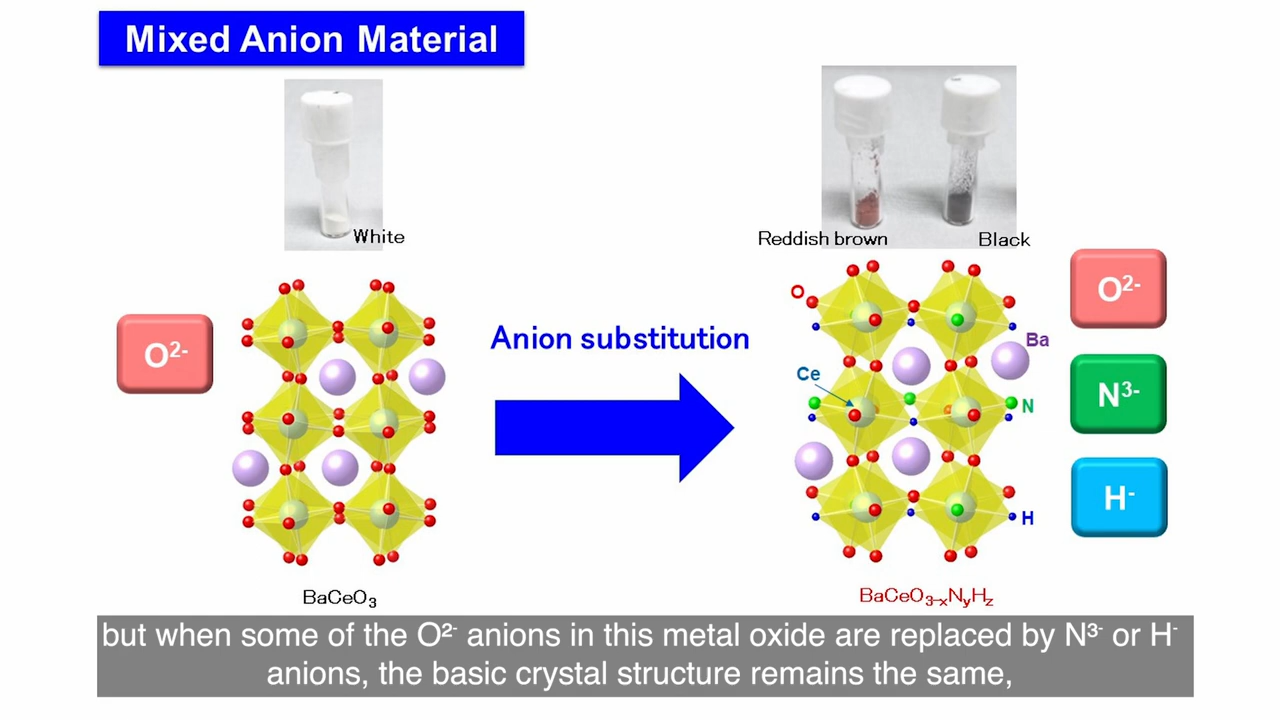 Mixed Anion Material
White
Reddish brown
Black
O²⁻
Anion substitution
O
Ba
Ce
N
H
O²⁻
N³⁻
H⁻
BaCeO₃
BaCeO₃₋ₓNᵧH𝓏
but when some of the O²⁻ anions in this metal oxide are replaced by N³⁻ or H⁻
anions, the basic crystal structure remains the same,